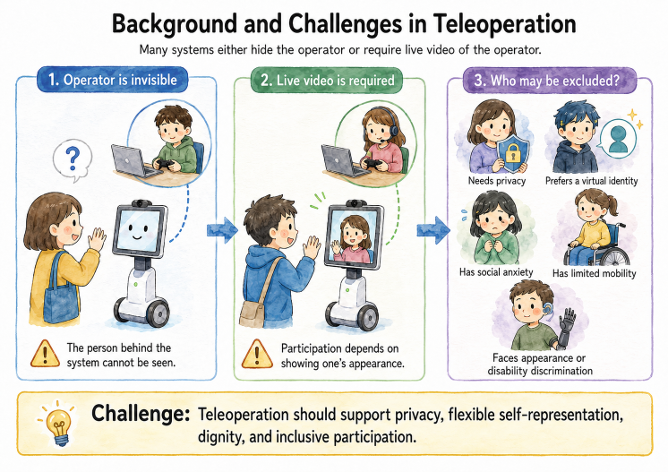 Background and Challenges in Teleoperation
Many systems either hide the operator or require live video of the operator.
1. Operator is invisible
?
The person behind the
system cannot be seen.
2. Live video is required
Participation depends on
showing one's appearance.
3. Who may be excluded?
Needs privacy
Prefers a virtual identity
Has social anxiety
Has limited mobility
Faces appearance or
disability discrimination
Challenge: Teleoperation should support privacy, flexible self-representation,
dignity, and inclusive participation.